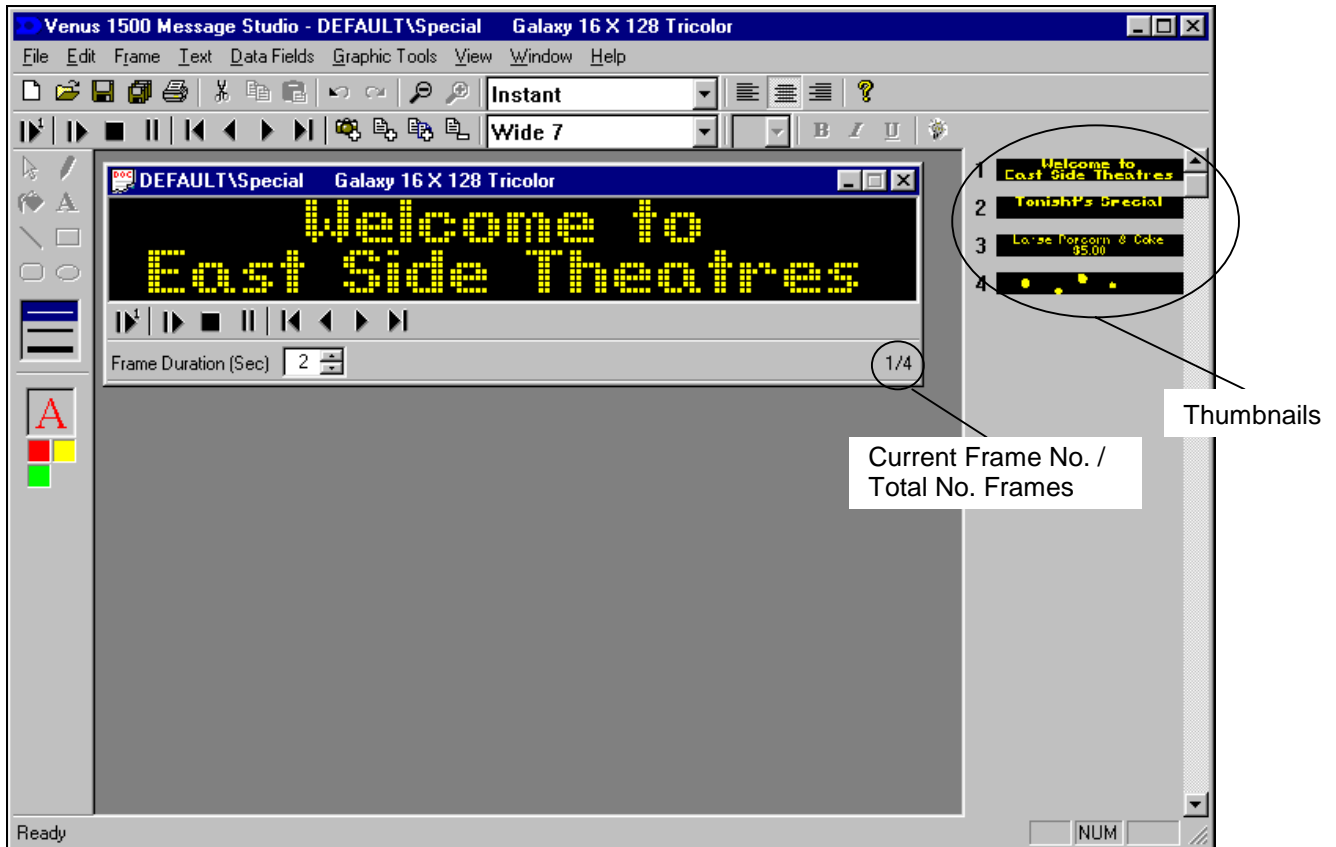 Venus 1500 Message Studio - DEFAULT\Special Galaxy 16 X 128 Tricolor
File Edit Frame Text Data Fields Graphic Tools View Window Help
Instant
Wide 7
B I U
DEFAULT\Special Galaxy 16 X 128 Tricolor
Welcome to
East Side Theatres
Frame Duration (Sec) 2
1/4
A
A
1 Welcome to
East Side Theatres
2 Tonight's Special
3 Large Popcorn & Coke
$5.00
4
Thumbnails
Current Frame No. /
Total No. Frames
Ready
NUM